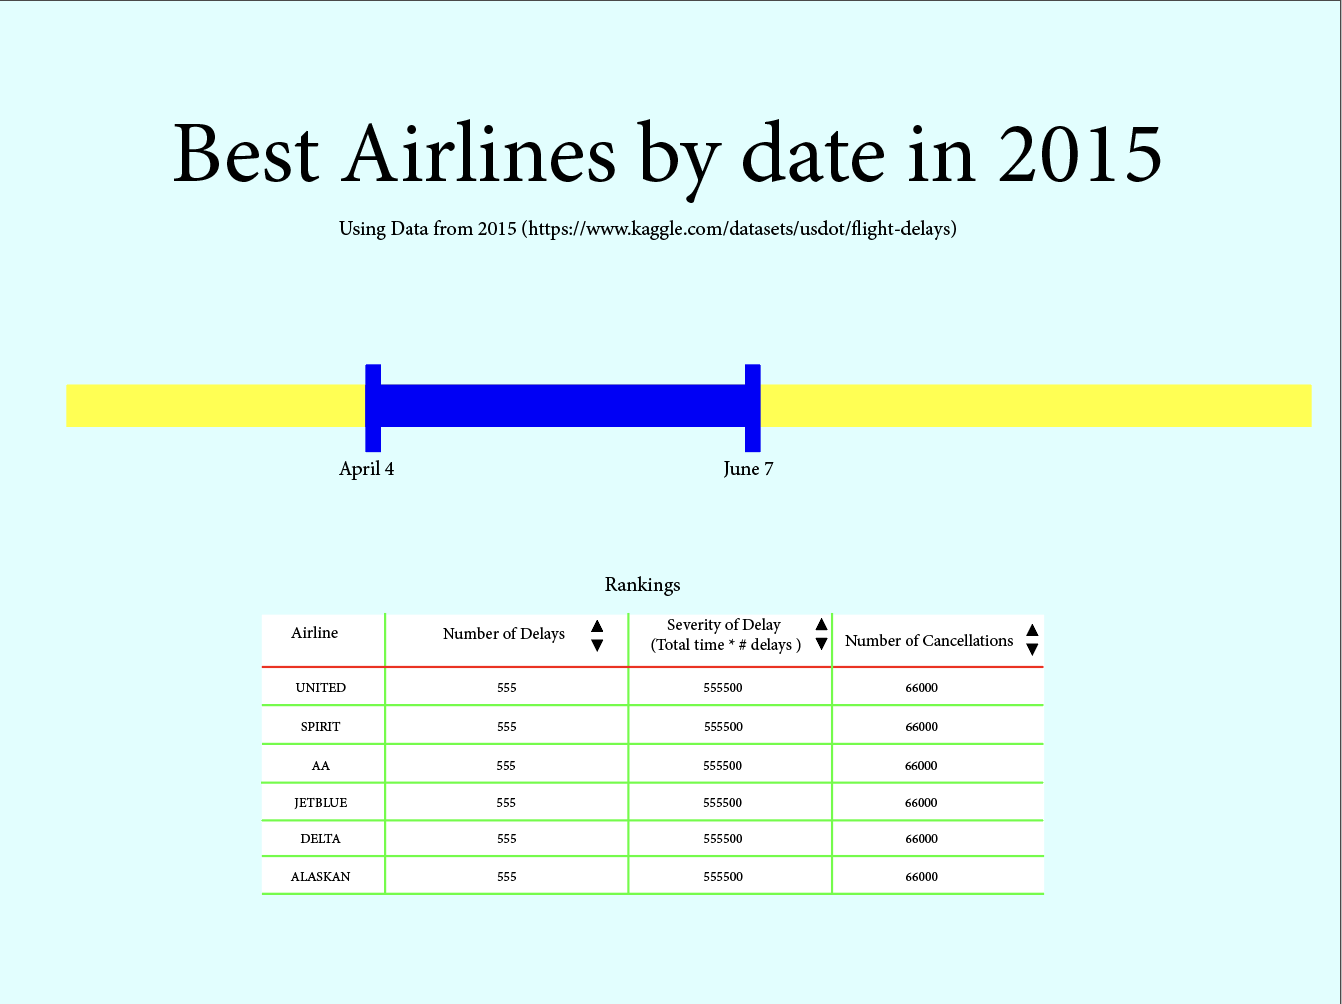 Best Airlines by date in 2015
Using Data from 2015 (https://www.kaggle.com/datasets/usdot/flight-delays)
April 4
June 7
Rankings
Airline
Number of Delays
Severity of Delay
(Total time * # delays )
Number of Cancellations
UNITED 555 555500 66000
SPIRIT 555 555500 66000
AA 555 555500 66000
JETBLUE 555 555500 66000
DELTA 555 555500 66000
ALASKAN 555 555500 66000